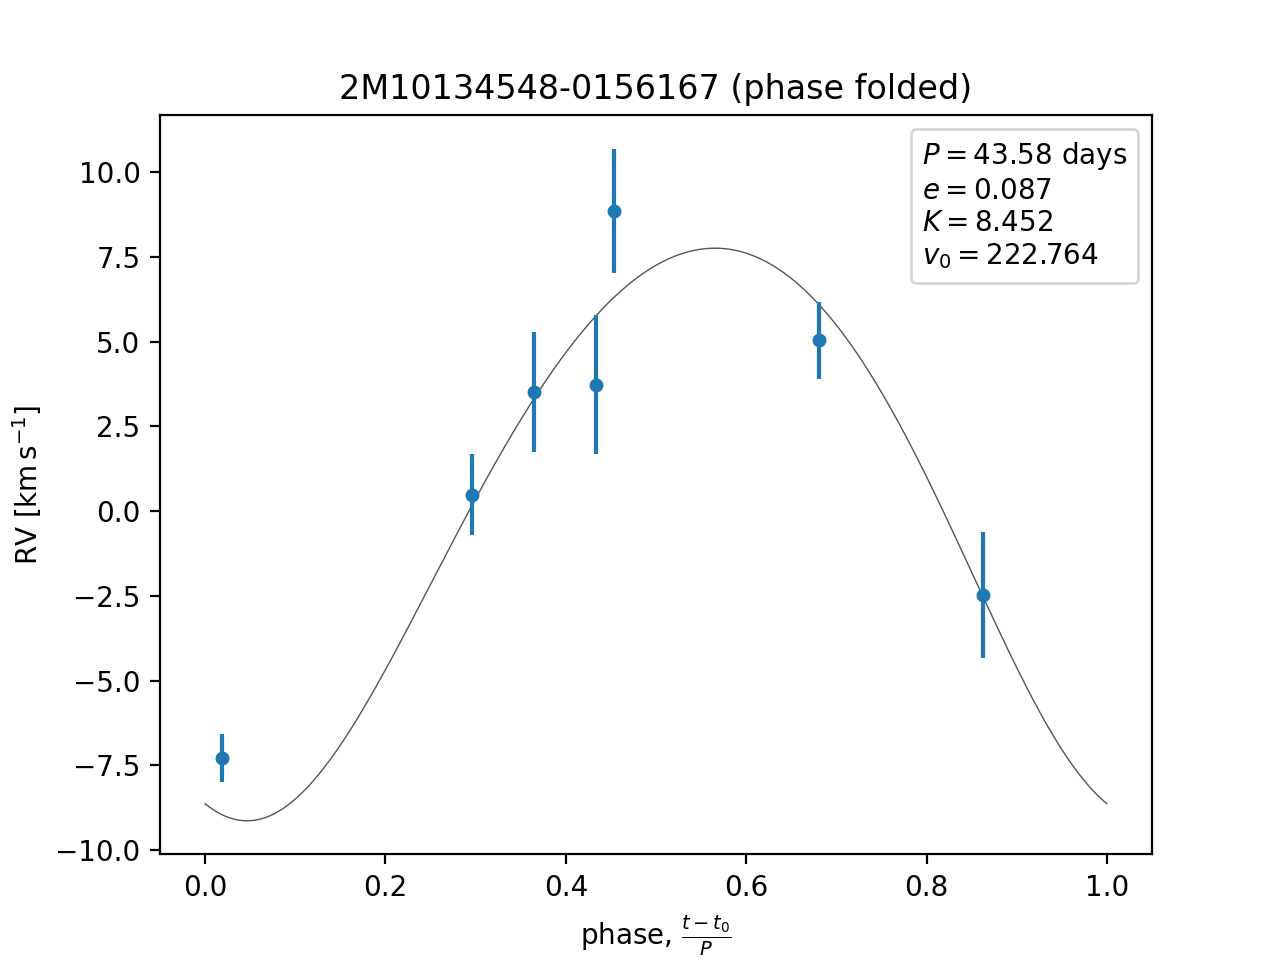 2M10134548-0156167 (phase folded)
P = 43.58 days
e = 0.087
K = 8.452
v₀ = 222.764
10.0
7.5
5.0
2.5
0.0
−2.5
−5.0
−7.5
−10.0
RV [km s⁻¹]
0.0 0.2 0.4 0.6 0.8 1.0
phase, (t − t₀)/P